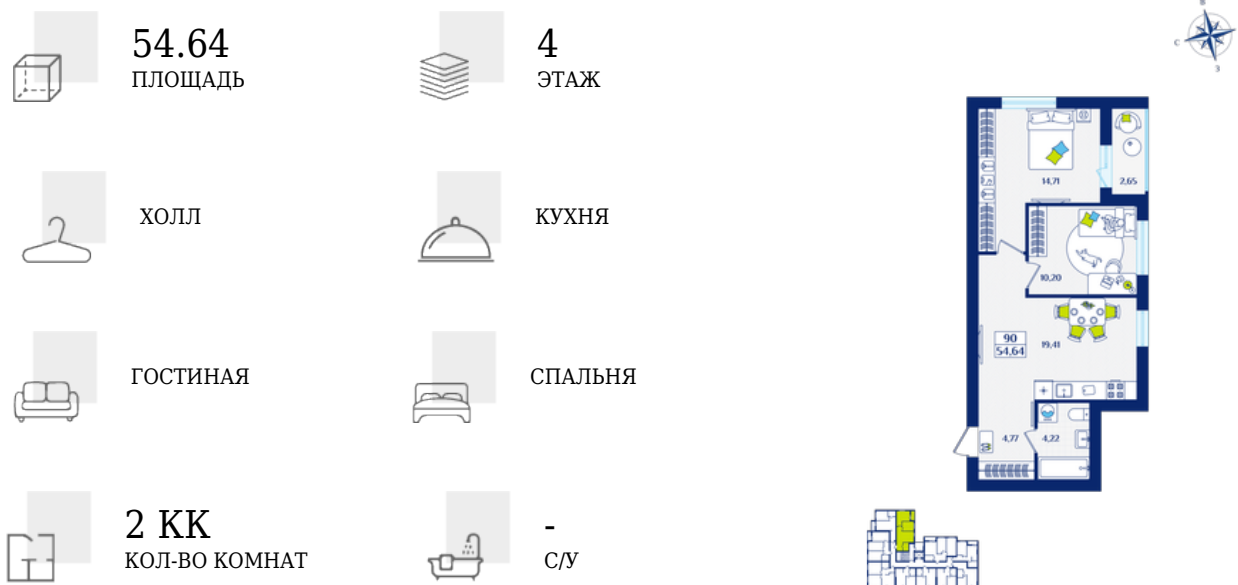 54.64
ПЛОЩАДЬ
4
ЭТАЖ
ХОЛЛ
КУХНЯ
ГОСТИНАЯ
СПАЛЬНЯ
2 КК
КОЛ-ВО КОМНАТ
-
С/У
В
С
З
14,71
2,65
10,20
90
54,64
19,41
4,77
4,22